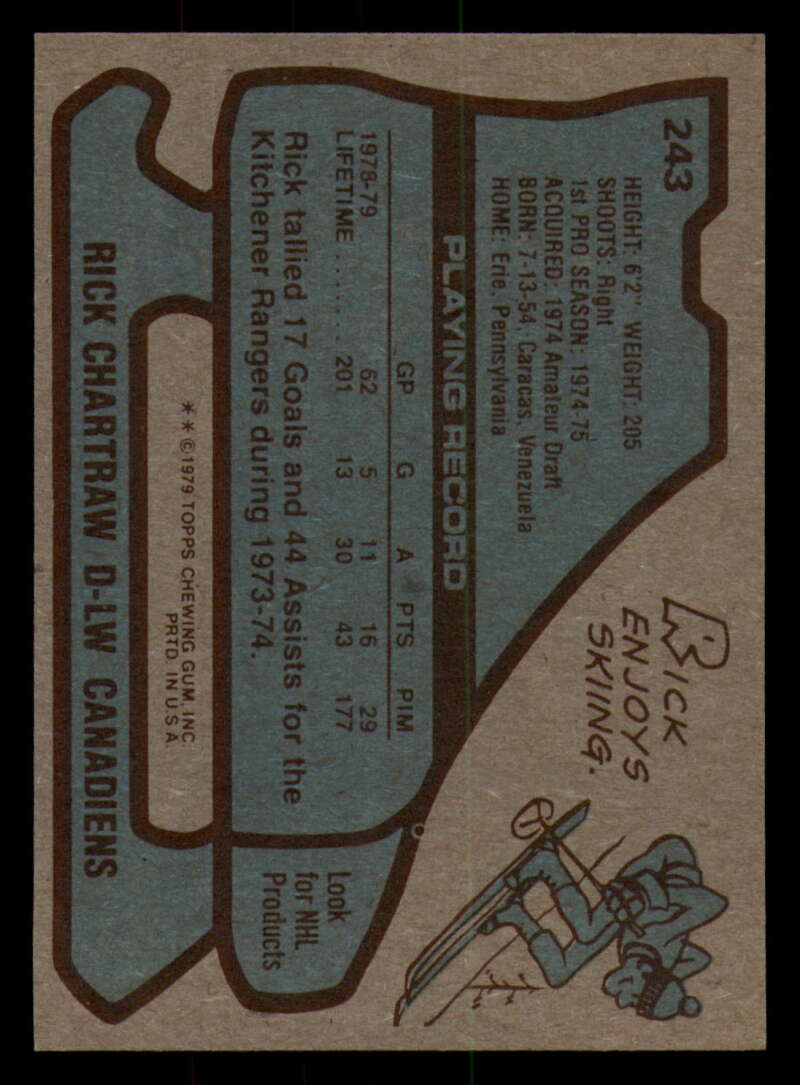 243
HEIGHT: 6'2" WEIGHT: 205
SHOOTS: Right
1st PRO SEASON: 1974-75
ACQUIRED: 1974 Amateur Draft
BORN: 7-13-54, Caracas, Venezuela
HOME: Erie, Pennsylvania
RICK
ENJOYS
SKIING.
PLAYING RECORD
GP G A PTS PIM
1978-79 62 5 11 16 29
LIFETIME ........ 201 13 30 43 177
Rick tallied 17 Goals and 44 Assists for the
Kitchener Rangers during 1973-74.
Look
for NHL
Products
**©1979 TOPPS CHEWING GUM, INC
PRTD IN U S A
RICK CHARTRAW D-LW CANADIENS